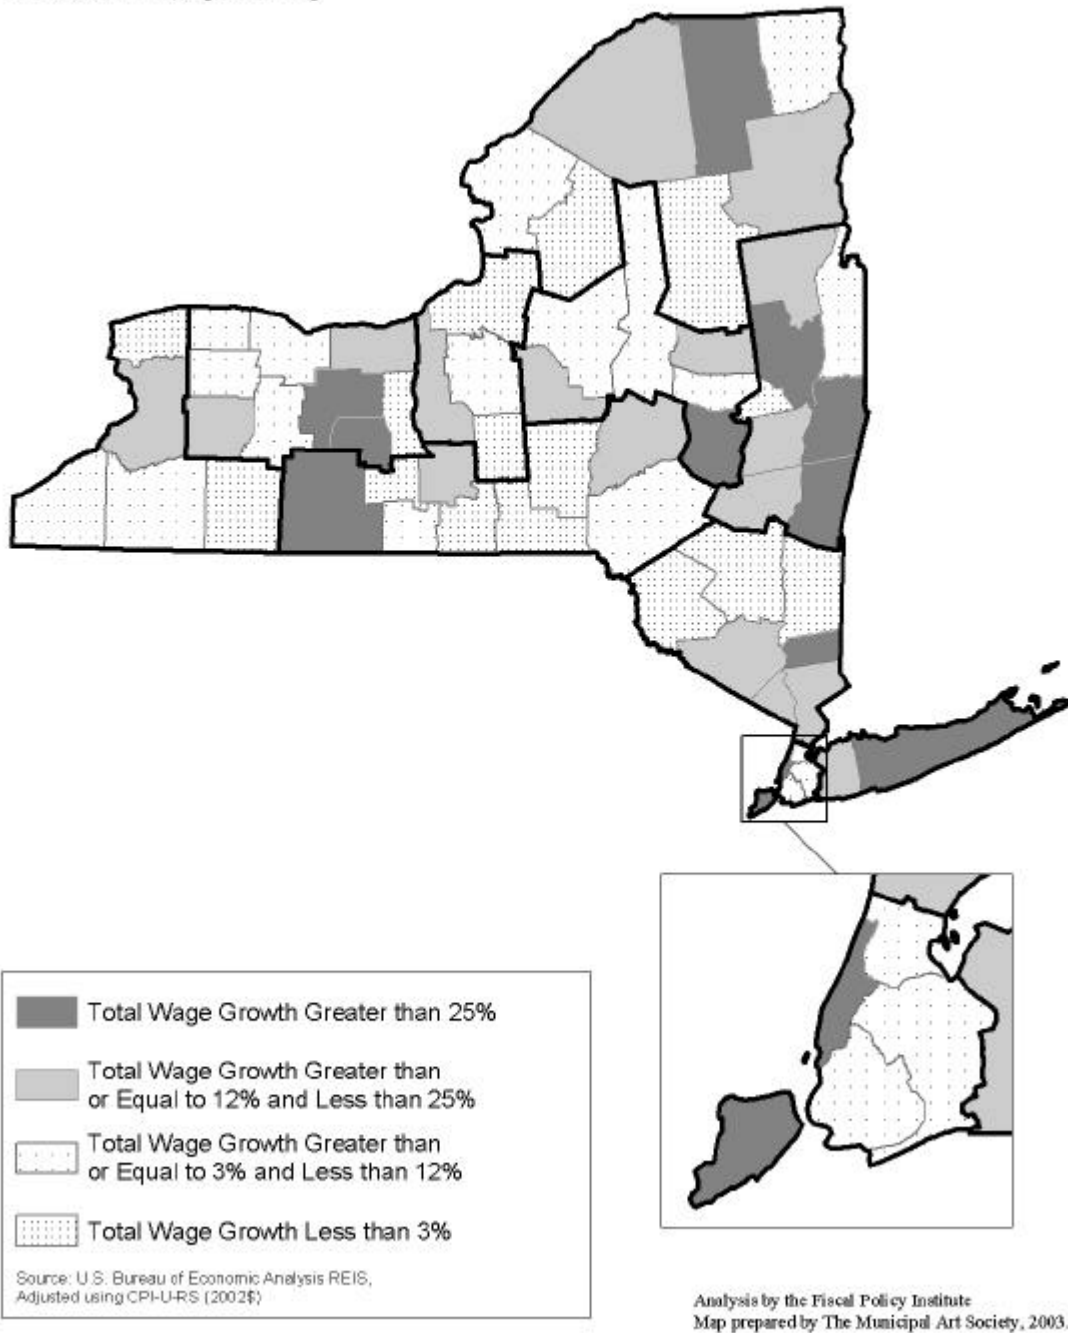 Total Wage Growth Greater than 25%
Total Wage Growth Greater than
or Equal to 12% and Less than 25%
Total Wage Growth Greater than
or Equal to 3% and Less than 12%
Total Wage Growth Less than 3%
Source: U.S. Bureau of Economic Analysis REIS,
Adjusted using CPI-U-RS (2002$)
Analysis by the Fiscal Policy Institute
Map prepared by The Municipal Art Society, 2003.